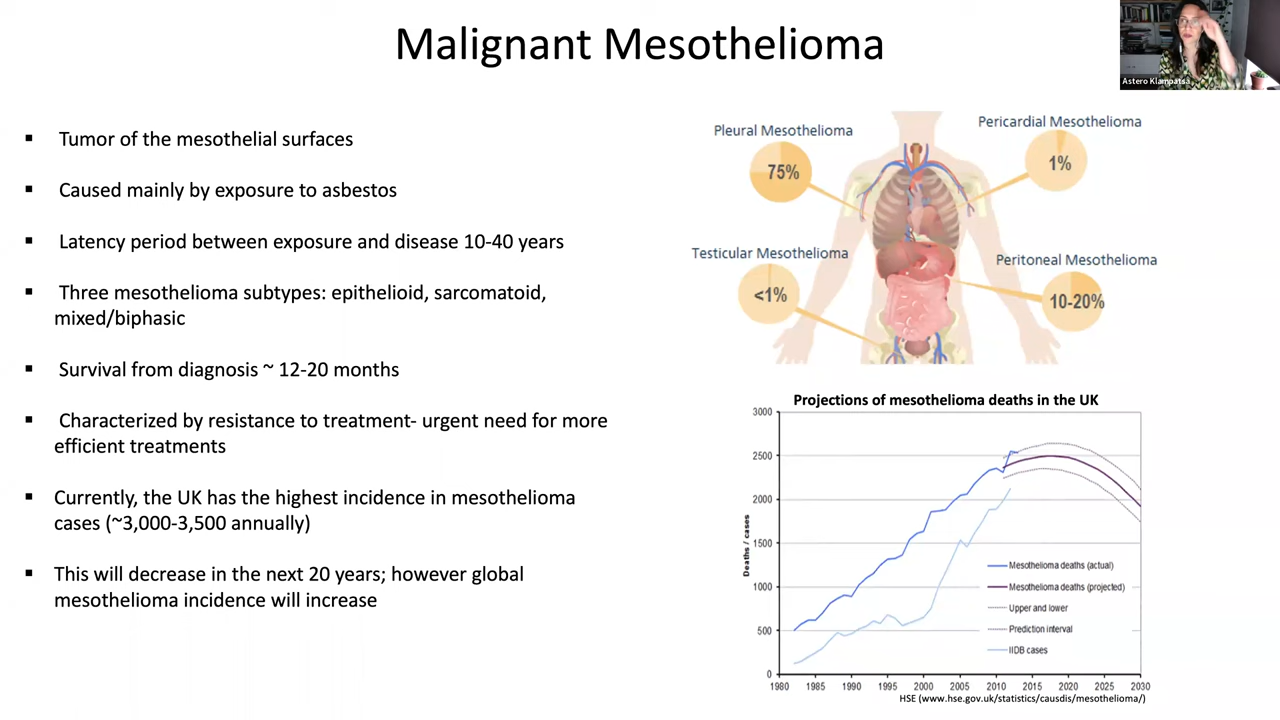 Malignant Mesothelioma
Astero Klampatsa
▪ Tumor of the mesothelial surfaces
▪ Caused mainly by exposure to asbestos
▪ Latency period between exposure and disease 10-40 years
▪ Three mesothelioma subtypes: epithelioid, sarcomatoid,
mixed/biphasic
▪ Survival from diagnosis ~ 12-20 months
▪ Characterized by resistance to treatment- urgent need for more
efficient treatments
▪ Currently, the UK has the highest incidence in mesothelioma
cases (~3,000-3,500 annually)
▪ This will decrease in the next 20 years; however global
mesothelioma incidence will increase
Pleural Mesothelioma
75%
Pericardial Mesothelioma
1%
Testicular Mesothelioma
<1%
Peritoneal Mesothelioma
10-20%
Projections of mesothelioma deaths in the UK
Deaths / cases
3000
2500
2000
1500
1000
500
0
Mesothelioma deaths (actual)
Mesothelioma deaths (projected)
Upper and lower
Prediction interval
IIDB cases
1980 1985 1990 1995 2000 2005 2010 2015 2020 2025 2030
HSE (www.hse.gov.uk/statistics/causdis/mesothelioma/)